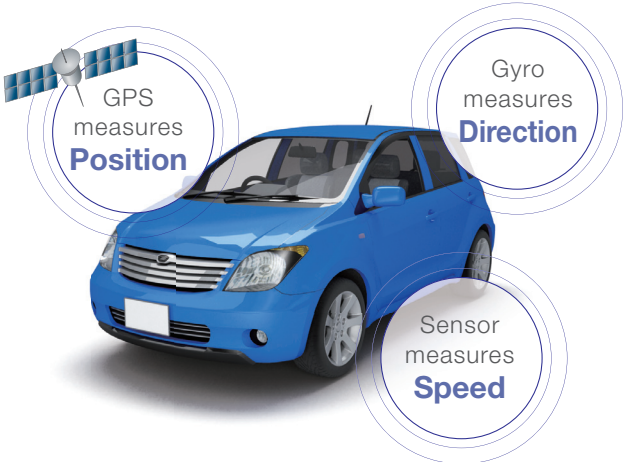 GPS
measures
Position
Gyro
measures
Direction
Sensor
measures
Speed